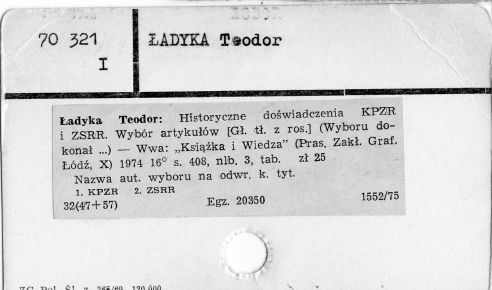 70 321
I
ŁADYKA Teodor
Ładyka Teodor: Historyczne doświadczenia KPZR
i ZSRR. Wybór artykułów [Gł. tł. z ros.] (Wyboru do-
konał ...) — Wwa: „Książka i Wiedza” (Pras. Zakł. Graf.
Łódź, X) 1974 16° s. 408, nlb. 3, tab. zł 25
Nazwa aut. wyboru na odwr. k. tyt.
1. KPZR 2. ZSRR
32(47+57) Egz. 20350 1552/75